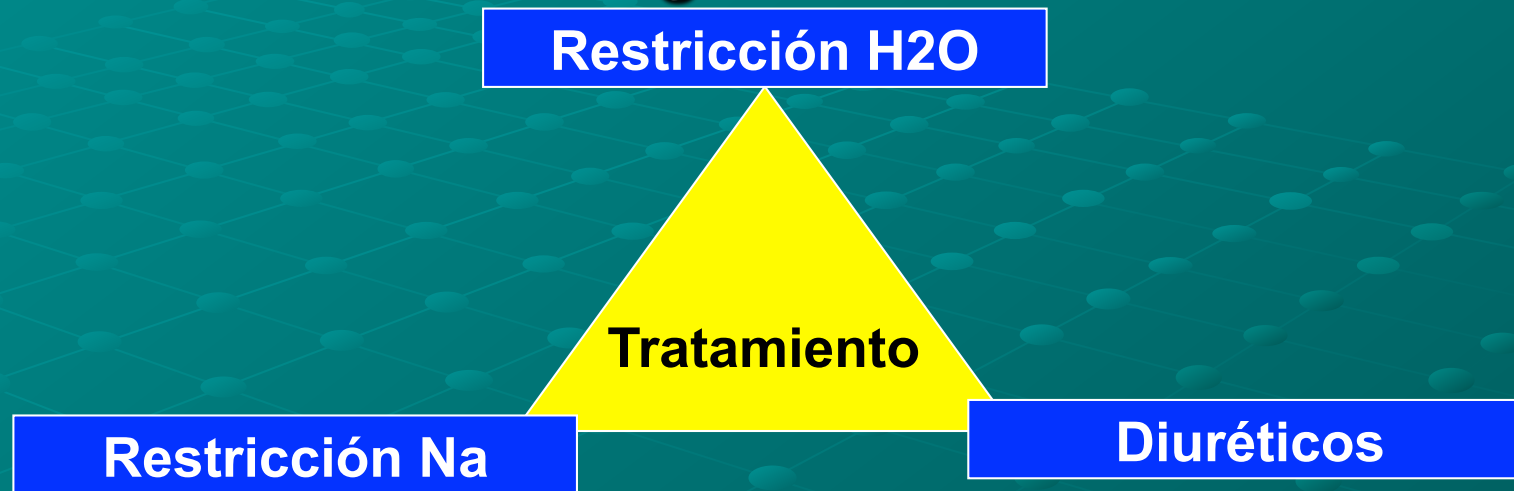 Restricción H2O
Tratamiento
Restricción Na
Diuréticos